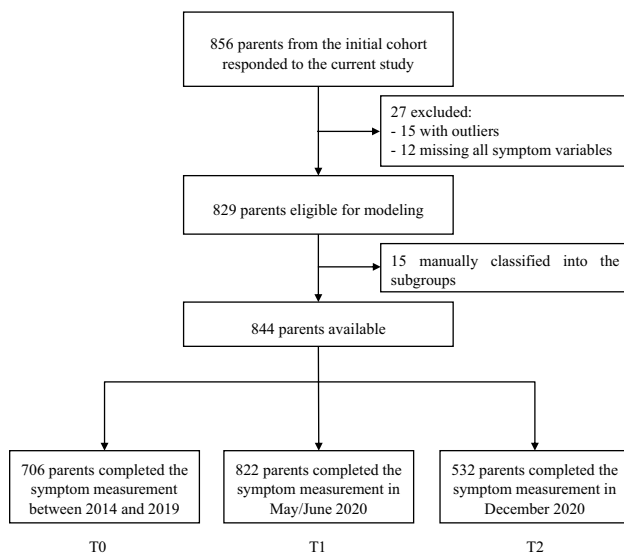 856 parents from the initial cohort
responded to the current study
27 excluded:
- 15 with outliers
- 12 missing all symptom variables
829 parents eligible for modeling
15 manually classified into the
subgroups
844 parents available
706 parents completed the
symptom measurement
between 2014 and 2019
822 parents completed the
symptom measurement in
May/June 2020
532 parents completed the
symptom measurement in
December 2020
T0
T1
T2